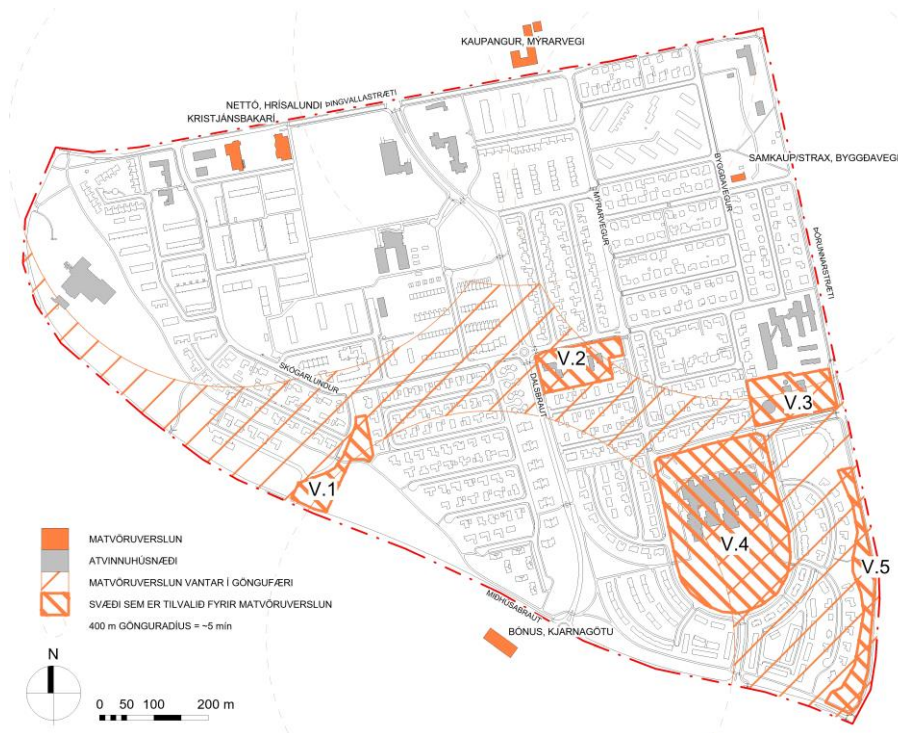 KAUPANGUR, MÝRARVEGI
NETTÓ, HRÍSALUNDI
ÞINGVALLASTRÆTI
KRISTJÁNSBAKARÍ,
SAMKAUP/STRAX, BYGGÐAVEGI
BYGGÐAVEGUR
MÝRARVEGUR
ÞÓRUNNARSTRÆTI
SKÓGARLUNDUR
DALSBRAUT
V.2
V.3
V.1
V.4
V.5
MATVÖRUVERSLUN
ATVINNUHÚSNÆÐI
MATVÖRUVERSLUN VANTAR Í GÖNGUFÆRI
SVÆÐI SEM ER TILVALIÐ FYRIR MATVÖRUVERSLUN
400 m GÖNGURADÍUS = ~5 mín
MIÐHÚSABRAUT
BÓNUS, KJARNAGÖTU
N
0 50 100 200 m